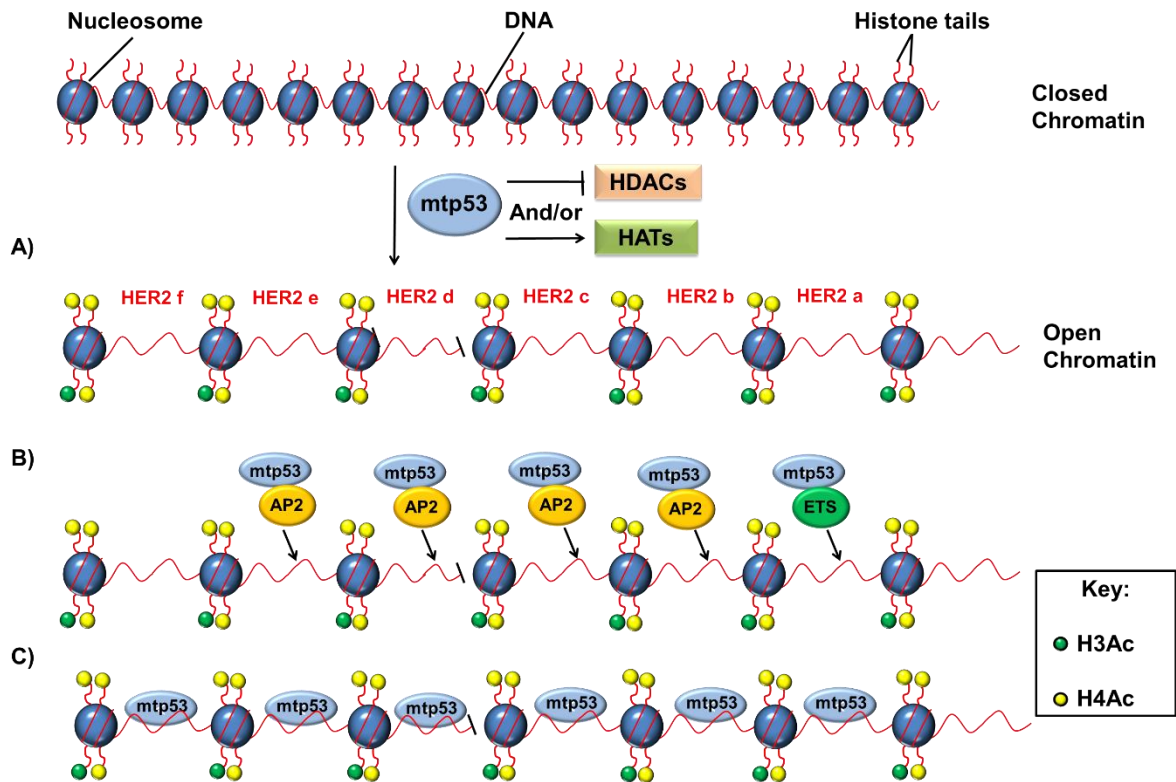 Nucleosome
DNA
Histone tails
Closed
Chromatin
mtp53
HDACs
And/or
HATs
A)
HER2 f
HER2 e
HER2 d
HER2 c
HER2 b
HER2 a
Open
Chromatin
B)
mtp53
AP2
mtp53
AP2
mtp53
AP2
mtp53
AP2
mtp53
ETS
Key:
H3Ac
H4Ac
C)
mtp53
mtp53
mtp53
mtp53
mtp53
mtp53